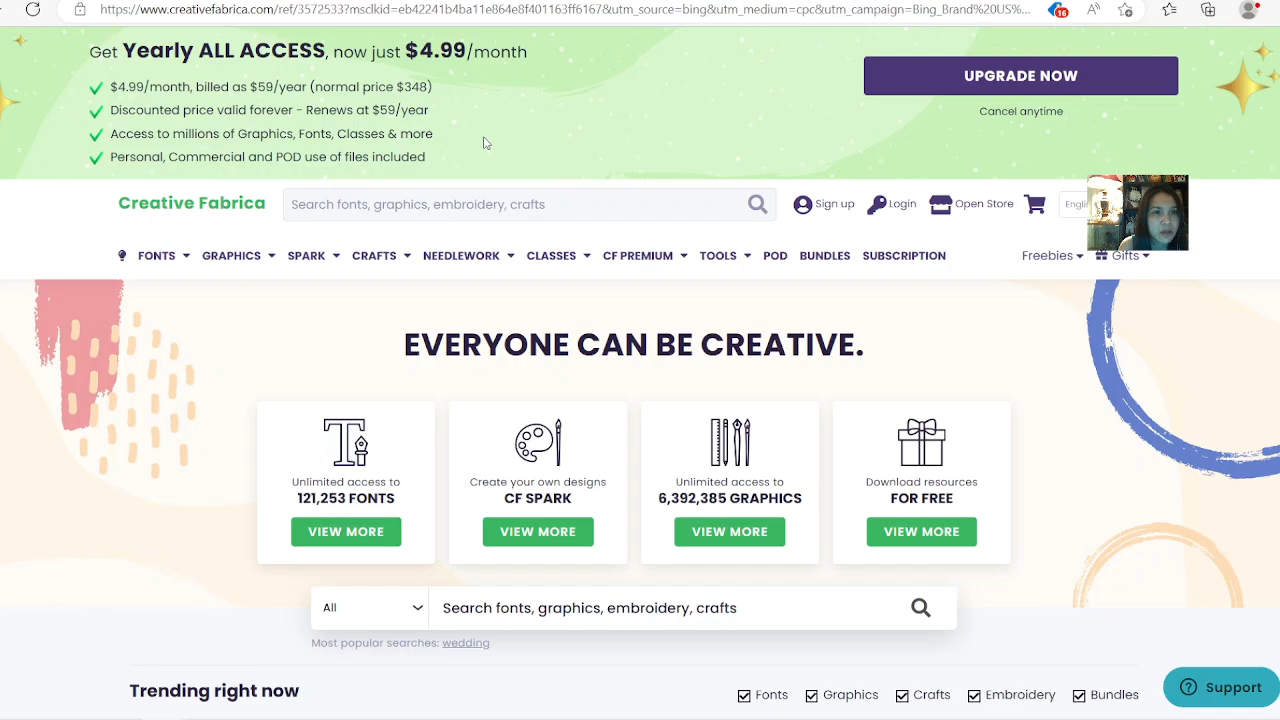 https://www.creativefabrica.com/ref/3572533?msclkid=eb42241b4ba11e864e8f401163ff6167&utm_source=bing&utm_medium=cpc&utm_campaign=Bing_Brand%20US%...
16
Get Yearly ALL ACCESS, now just $4.99/month
$4.99/month, billed as $59/year (normal price $348)
Discounted price valid forever - Renews at $59/year
Access to millions of Graphics, Fonts, Classes & more
Personal, Commercial and POD use of files included
UPGRADE NOW
Cancel anytime
Creative Fabrica
Search fonts, graphics, embroidery, crafts
Sign up
Login
Open Store
Engli
FONTS GRAPHICS SPARK CRAFTS NEEDLEWORK CLASSES CF PREMIUM TOOLS POD BUNDLES SUBSCRIPTION Freebies Gifts
EVERYONE CAN BE CREATIVE.
Unlimited access to
121,253 FONTS
VIEW MORE
Create your own designs
CF SPARK
VIEW MORE
Unlimited access to
6,392,385 GRAPHICS
VIEW MORE
Download resources
FOR FREE
VIEW MORE
All
Search fonts, graphics, embroidery, crafts
Most popular searches: wedding
Trending right now
Fonts Graphics Crafts Embroidery Bundles
Support